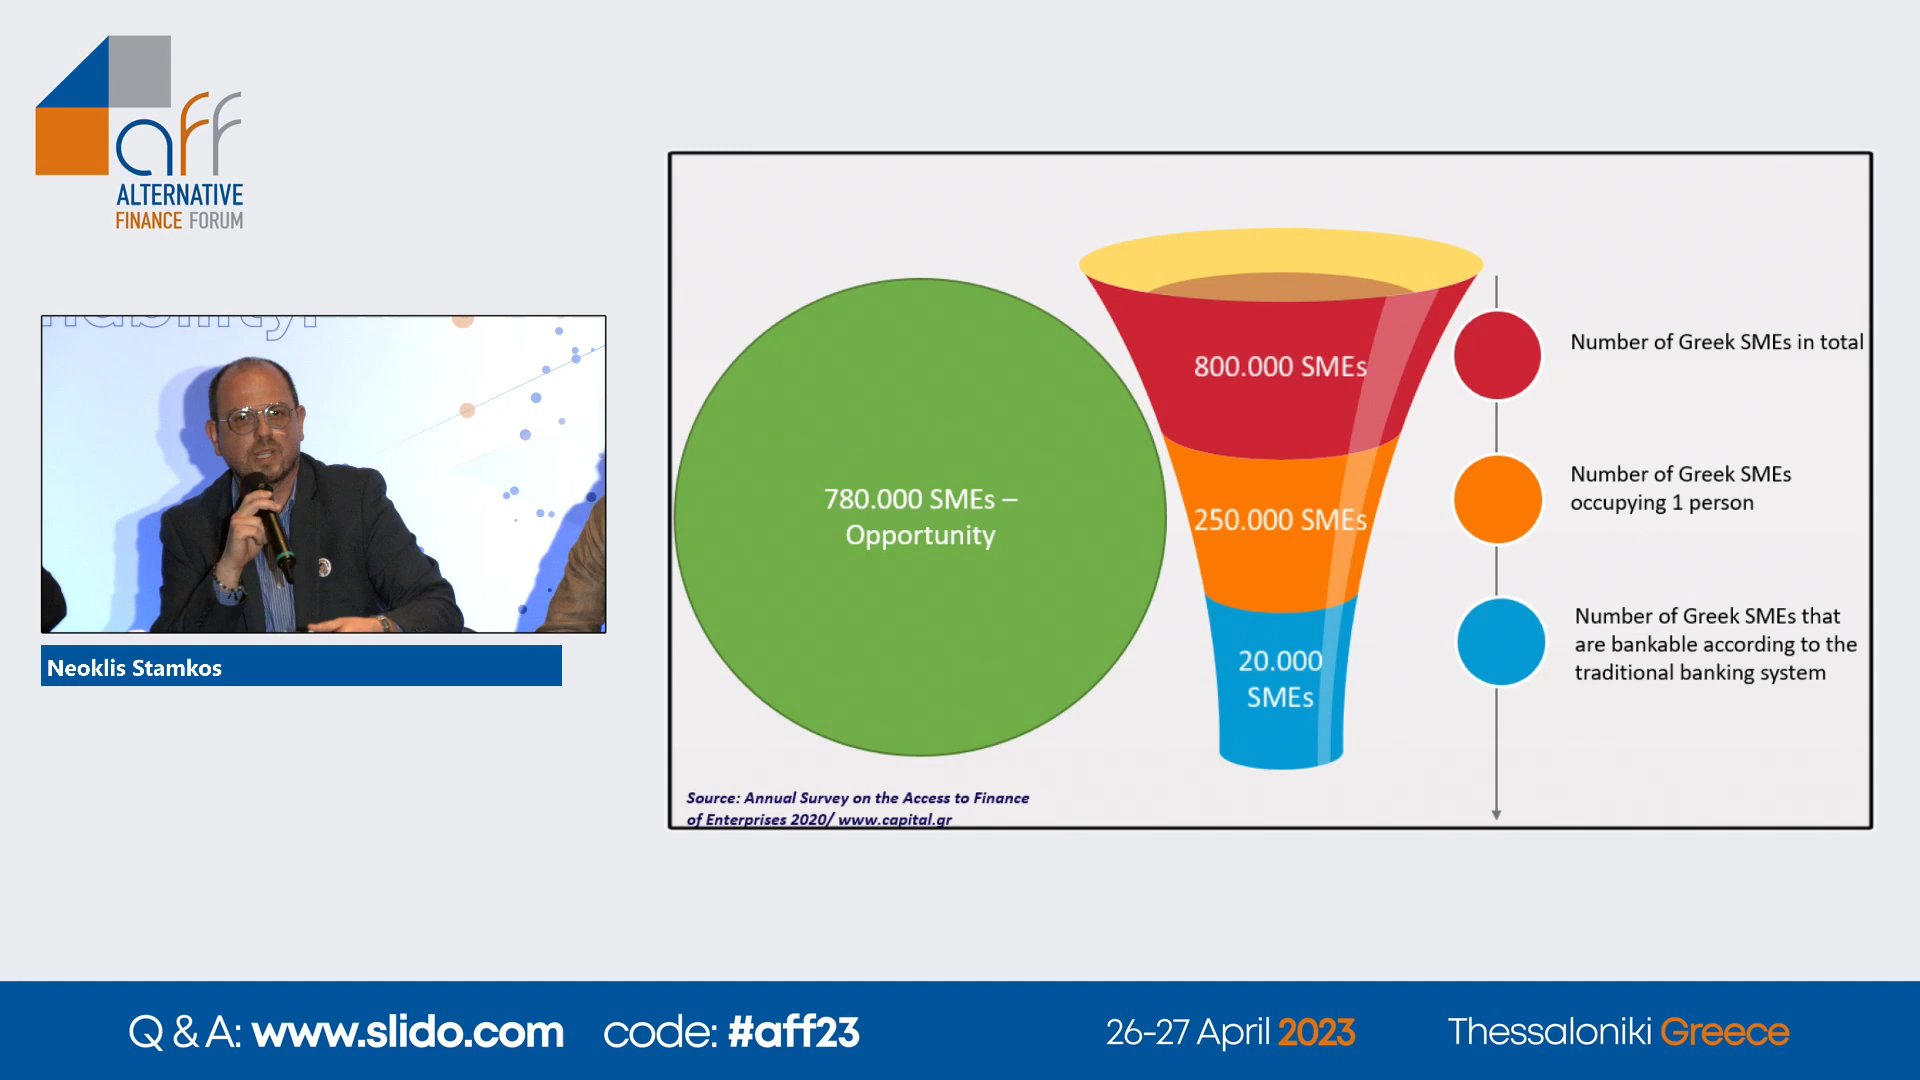 aff
ALTERNATIVE
FINANCE FORUM
Neoklis Stamkos
780.000 SMEs –
Opportunity
800.000 SMEs
250.000 SMEs
20.000
SMEs
Number of Greek SMEs in total
Number of Greek SMEs
occupying 1 person
Number of Greek SMEs that
are bankable according to the
traditional banking system
Source: Annual Survey on the Access to Finance
of Enterprises 2020/ www.capital.gr
Q & A: www.slido.com code: #aff23
26-27 April 2023 Thessaloniki Greece